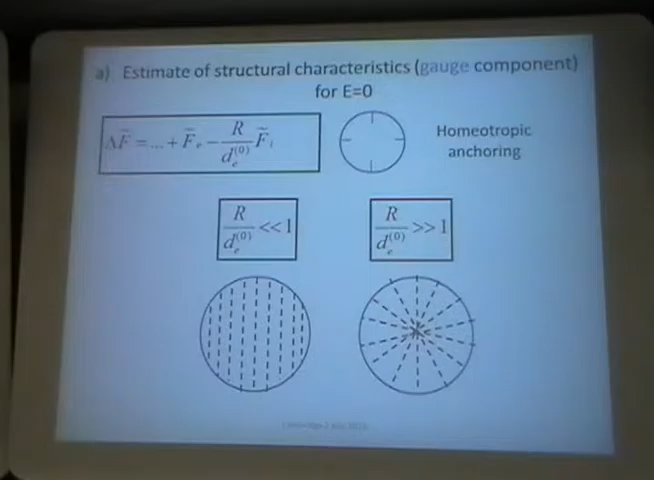 a) Estimate of structural characteristics (gauge component)
for E=0
ΔF̃ = ... + F̃ₑ - R/dₑ⁽⁰⁾ F̃ᵢ
Homeotropic
anchoring
R/dₑ⁽⁰⁾ <<1
R/dₑ⁽⁰⁾ >>1